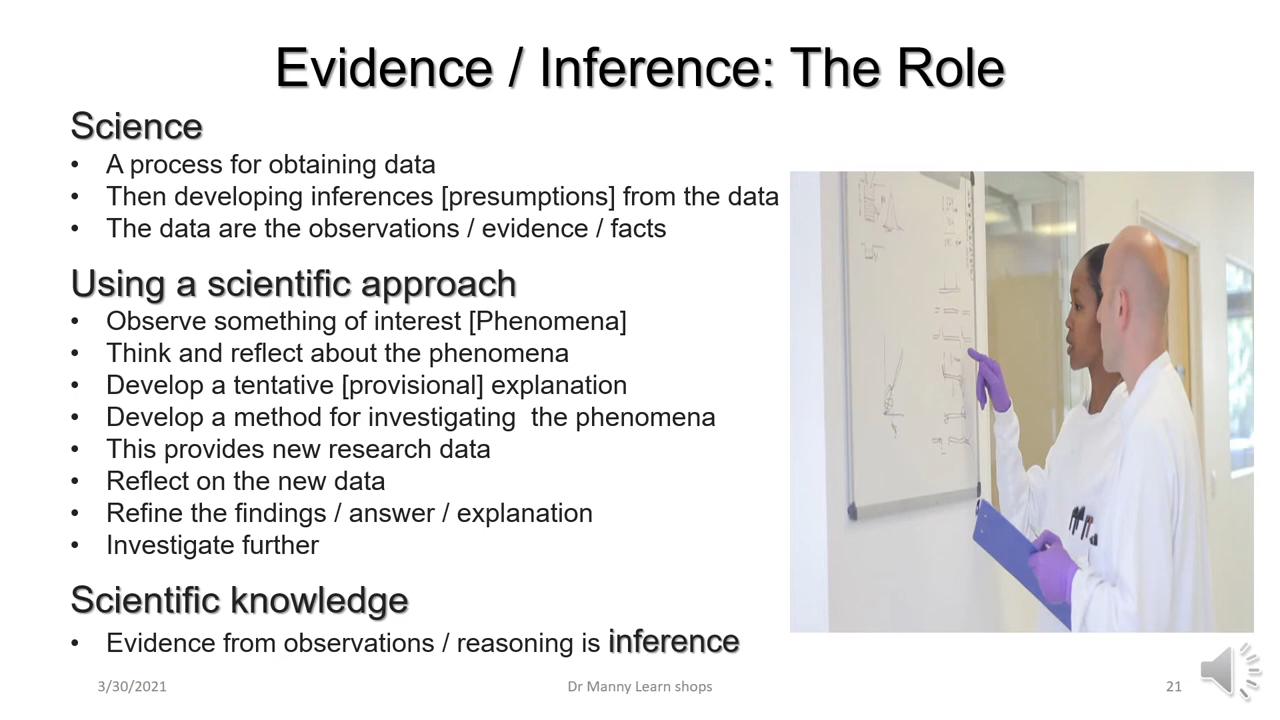 Evidence / Inference: The Role
Science
• A process for obtaining data
• Then developing inferences [presumptions] from the data
• The data are the observations / evidence / facts
Using a scientific approach
• Observe something of interest [Phenomena]
• Think and reflect about the phenomena
• Develop a tentative [provisional] explanation
• Develop a method for investigating  the phenomena
• This provides new research data
• Reflect on the new data
• Refine the findings / answer / explanation
• Investigate further
Scientific knowledge
• Evidence from observations / reasoning is inference
3/30/2021
Dr Manny Learn shops
21